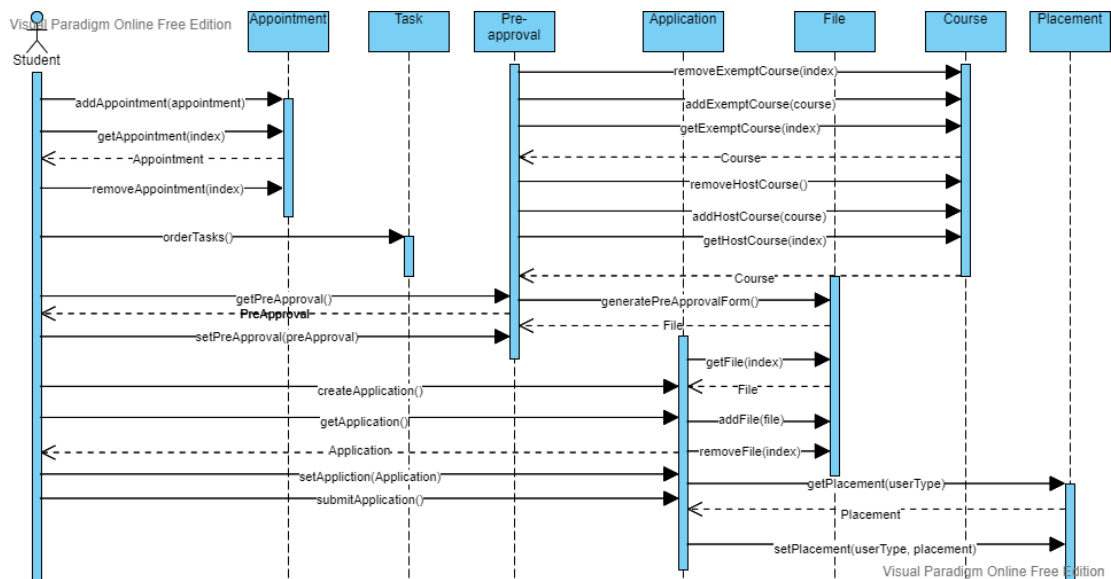 Visual Paradigm Online Free Edition
Student
Appointment
Task
Pre-
approval
Application
File
Course
Placement
removeExemptCourse(index)
addAppointment(appointment)
addExemptCourse(course)
getAppointment(index)
getExemptCourse(index)
Appointment
Course
removeAppointment(index)
removeHostCourse()
addHostCourse(course)
orderTasks()
getHostCourse(index)
Course
getPreApproval()
generatePreApprovalForm()
PreApproval
File
setPreApproval(preApproval)
getFile(index)
createApplication()
File
getApplication()
addFile(file)
Application
removeFile(index)
setAppliction(Application)
getPlacement(userType)
submitApplication()
Placement
setPlacement(userType, placement)
Visual Paradigm Online Free Edition